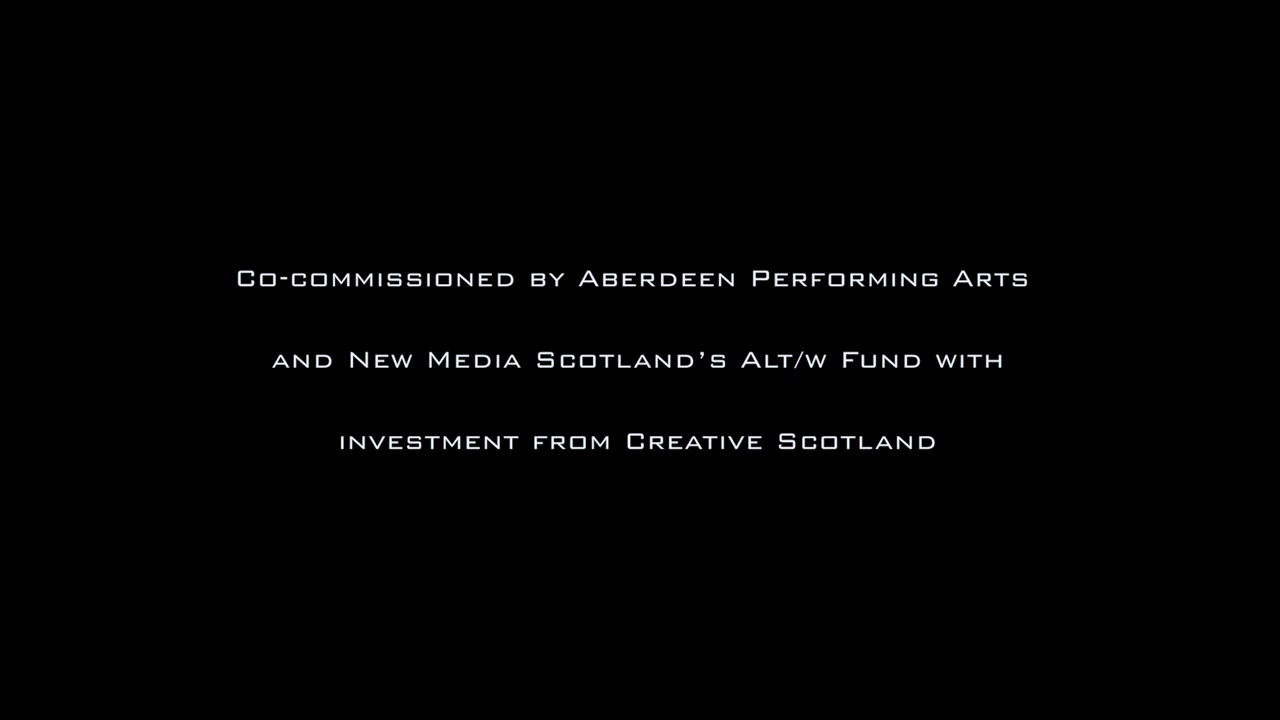 Co-commissioned by Aberdeen Performing Arts
and New Media Scotland's Alt/w Fund with
investment from Creative Scotland